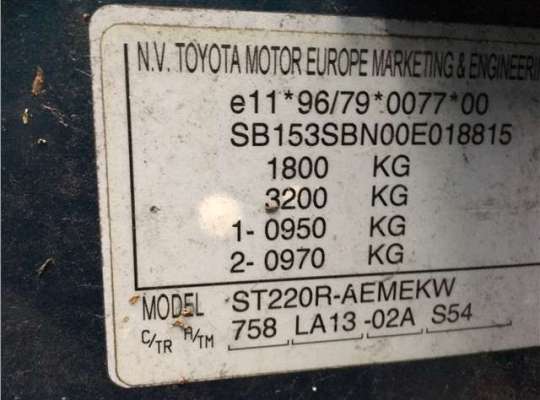 N.V. TOYOTA MOTOR EUROPE MARKETING & ENGINEERIN
e11*96/79*0077*00
SB153SBN00E018815
1800 KG
3200 KG
1- 0950 KG
2- 0970 KG
MODEL ST220R-AEMEKW
C/TR A/TM 758 LA13 -02A S54